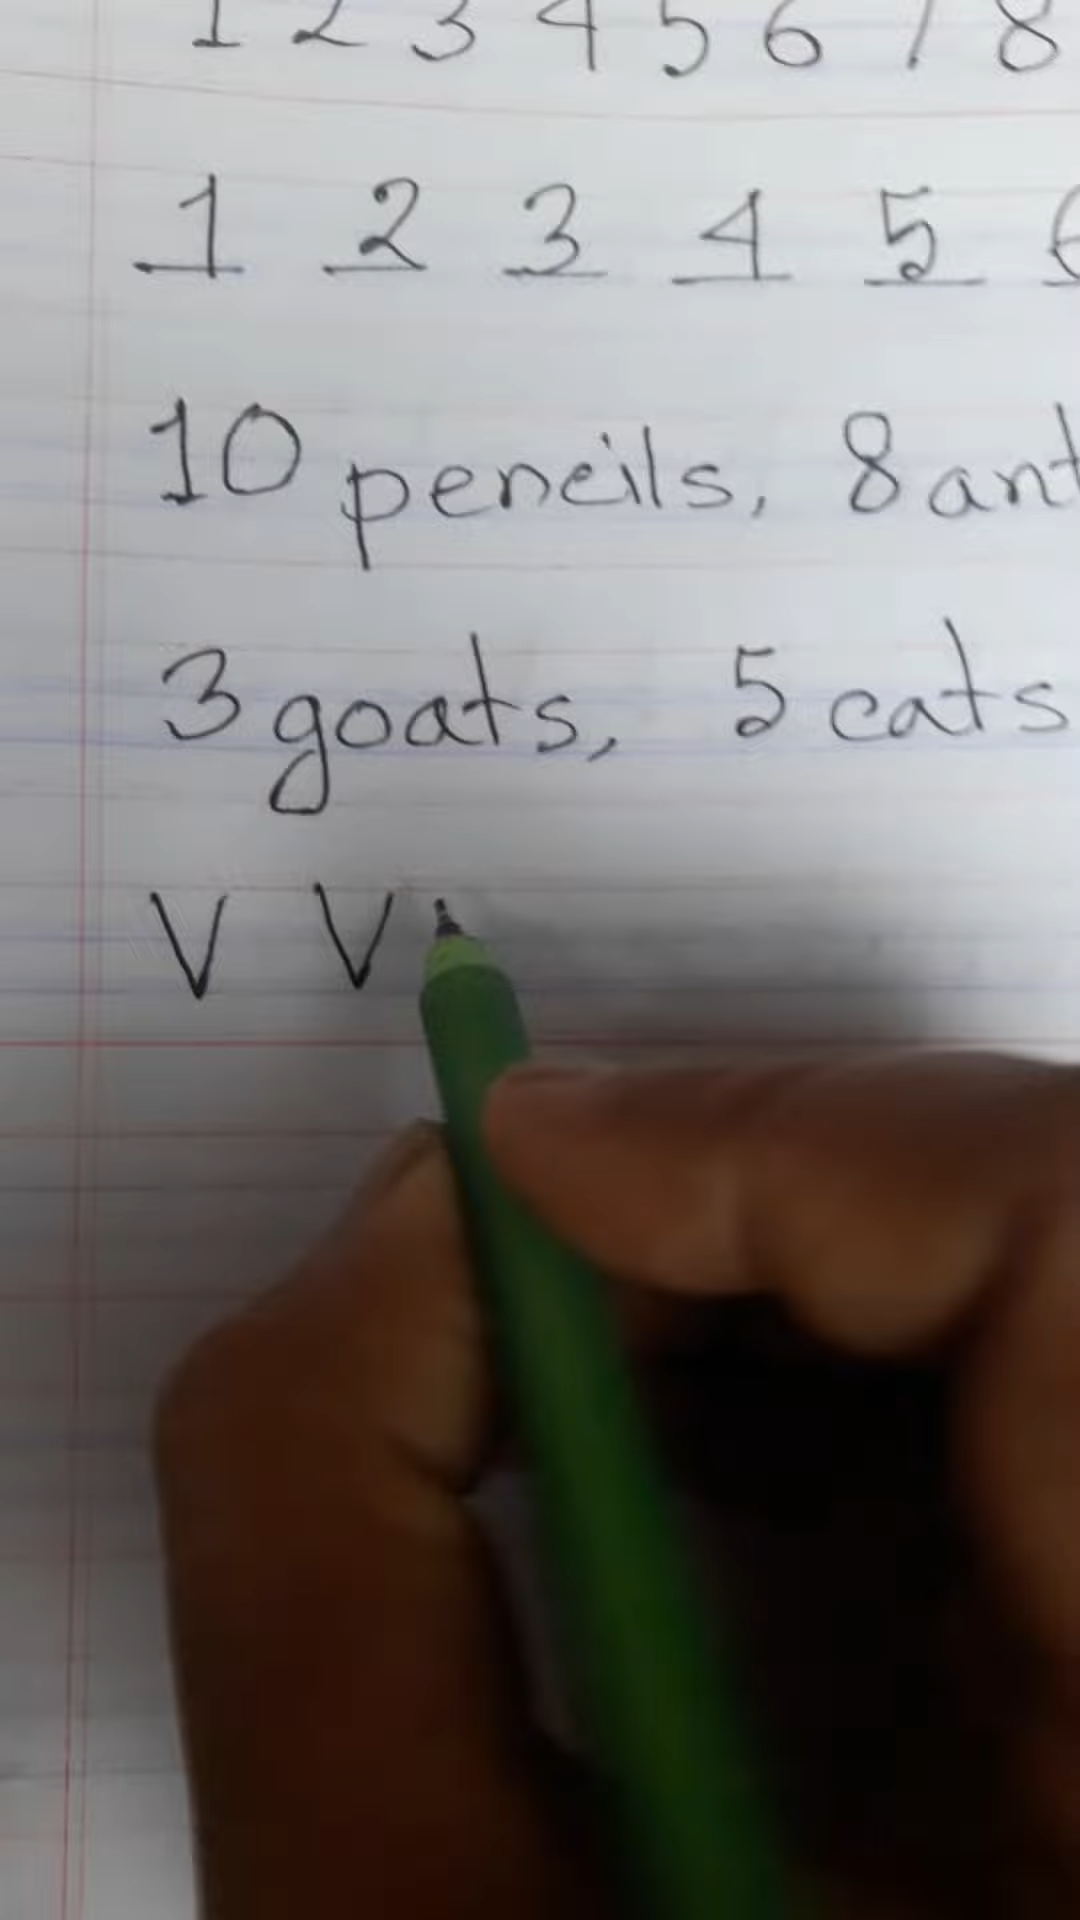 1 2 3 4 5 6 7 8
1 2 3 4 5
10 pencils, 8 ant
3 goats, 5 cats
V V